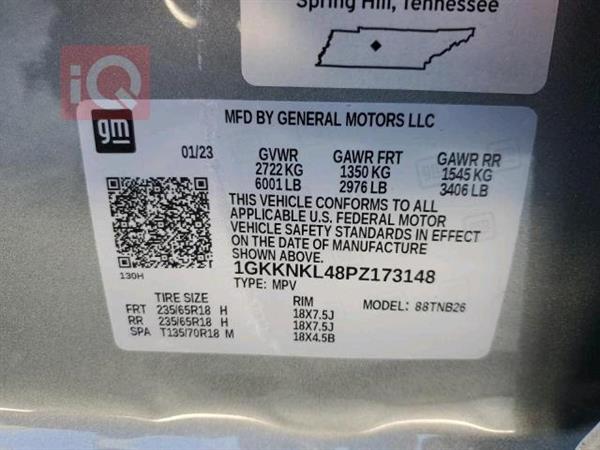 Spring Hill, Tennessee
iQ
gm
MFD BY GENERAL MOTORS LLC
01/23 GVWR GAWR FRT GAWR RR
2722 KG 1350 KG 1545 KG
6001 LB 2976 LB 3406 LB
THIS VEHICLE CONFORMS TO ALL
APPLICABLE U.S. FEDERAL MOTOR
VEHICLE SAFETY STANDARDS IN EFFECT
ON THE DATE OF MANUFACTURE
SHOWN ABOVE.
130H
1GKKNKL48PZ173148
TYPE: MPV
TIRE SIZE RIM MODEL: 88TNB26
FRT 235/65R18 H 18X7.5J
RR 235/65R18 H 18X7.5J
SPA T135/70R18 M 18X4.5B